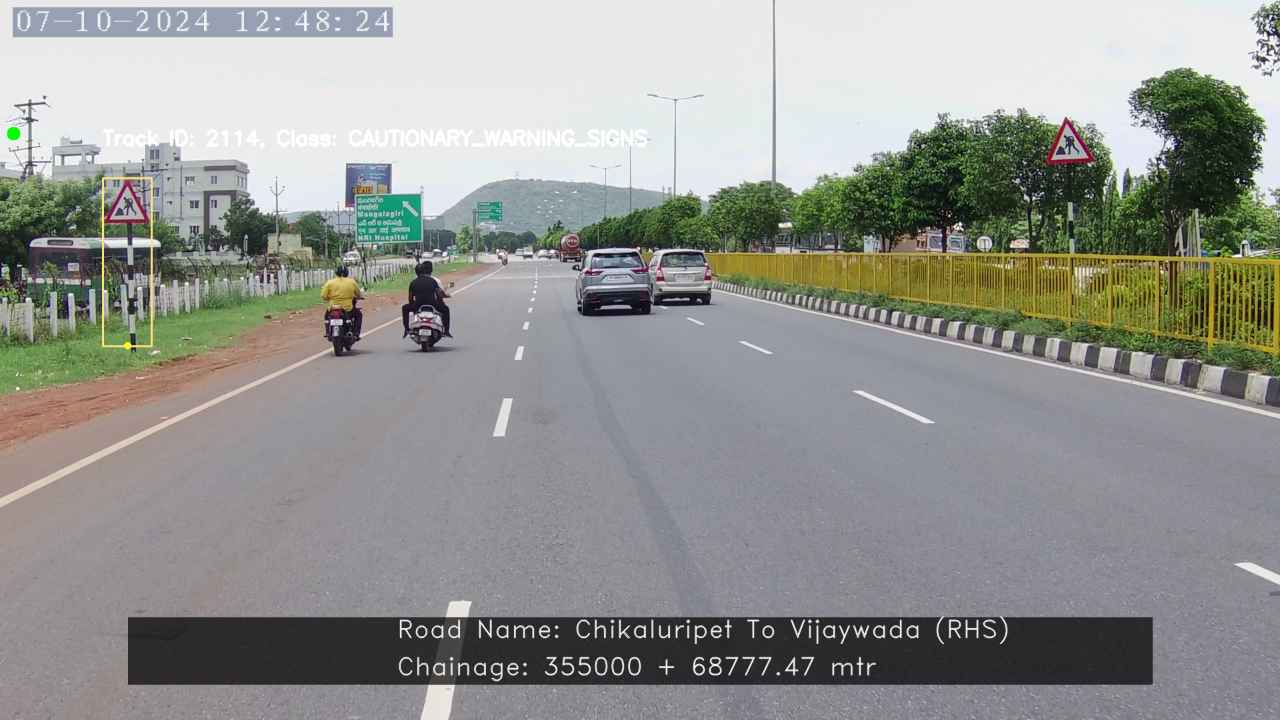 07-10-2024 12:48:24
Track ID: 2114, Class: CAUTIONARY_WARNING_SIGNS
Mangalagiri
NRI Hospital
Road Name: Chikaluripet To Vijaywada (RHS)
Chainage: 355000 + 68777.47 mtr